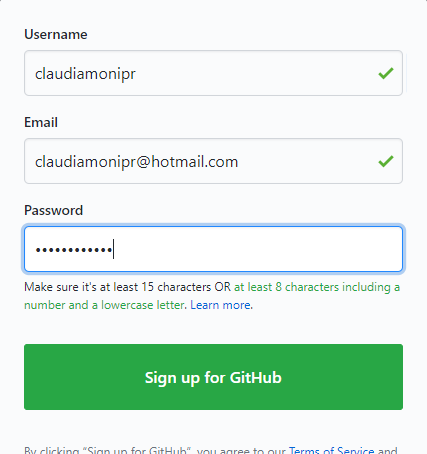 Username
claudiamonipr
Email
claudiamonipr@hotmail.com
Password
••••••••••••
Make sure it's at least 15 characters OR at least 8 characters including a
number and a lowercase letter. Learn more.
Sign up for GitHub
By clicking “Sign up for GitHub”, you agree to our Terms of Service and